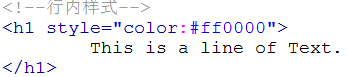 <!--行内样式-->
<h1 style="color:#ff0000">
This is a line of Text.
</h1>